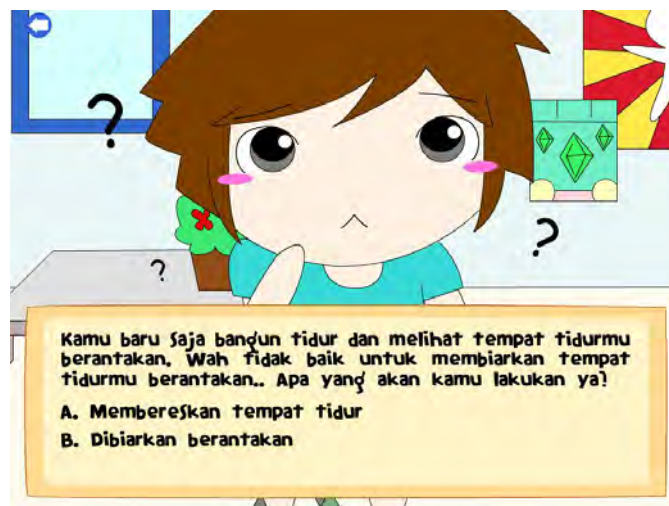 ?
?
?
Kamu baru saja bangun tidur dan melihat tempat tidurmu
berantakan. Wah tidak baik untuk membiarkan tempat
tidurmu berantakan.. Apa yang akan kamu lakukan ya?
A. Membereskan tempat tidur
B. Dibiarkan berantakan